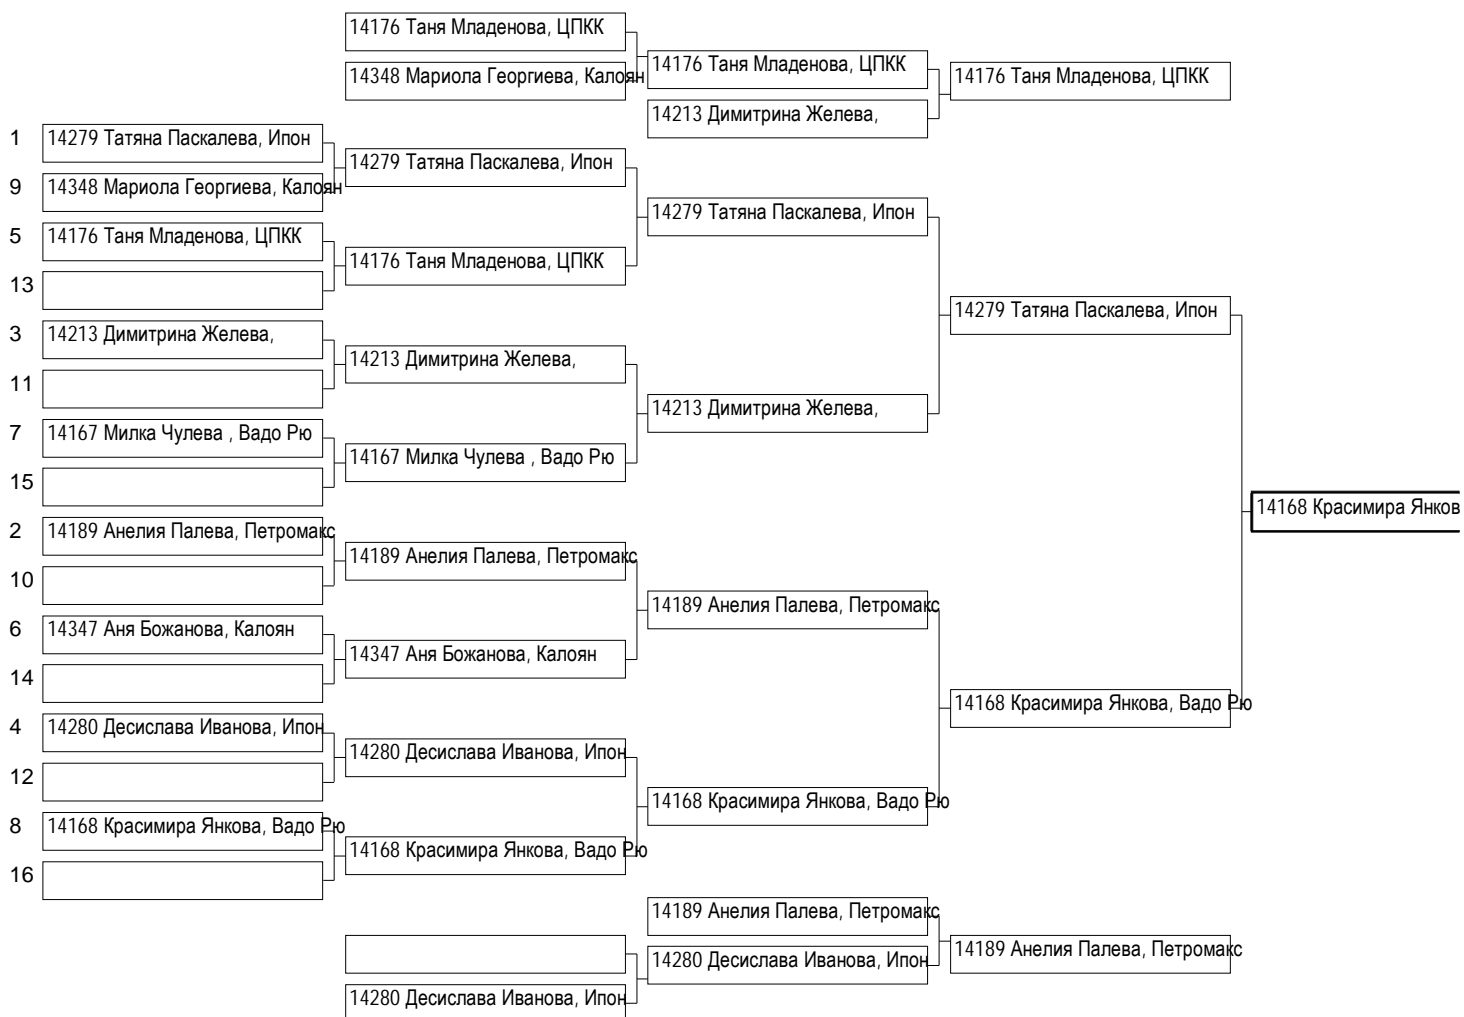 14176 Таня Младенова, ЦПКК
14348 Мариола Георгиева, Калоян
14176 Таня Младенова, ЦПКК
14213 Димитрина Желева,
14176 Таня Младенова, ЦПКК
1 14279 Татяна Паскалева, Ипон
9 14348 Мариола Георгиева, Калоян
5 14176 Таня Младенова, ЦПКК
13
3 14213 Димитрина Желева,
11
7 14167 Милка Чулева , Вадо Рю
15
2 14189 Анелия Палева, Петромакс
10
6 14347 Аня Божанова, Калоян
14
4 14280 Десислава Иванова, Ипон
12
8 14168 Красимира Янкова, Вадо Рю
16
14279 Татяна Паскалева, Ипон
14176 Таня Младенова, ЦПКК
14213 Димитрина Желева,
14167 Милка Чулева , Вадо Рю
14189 Анелия Палева, Петромакс
14347 Аня Божанова, Калоян
14280 Десислава Иванова, Ипон
14168 Красимира Янкова, Вадо Рю
14279 Татяна Паскалева, Ипон
14213 Димитрина Желева,
14189 Анелия Палева, Петромакс
14168 Красимира Янкова, Вадо Рю
14279 Татяна Паскалева, Ипон
14168 Красимира Янкова, Вадо Рю
14168 Красимира Янков
14280 Десислава Иванова, Ипон
14189 Анелия Палева, Петромакс
14280 Десислава Иванова, Ипон
14189 Анелия Палева, Петромакс